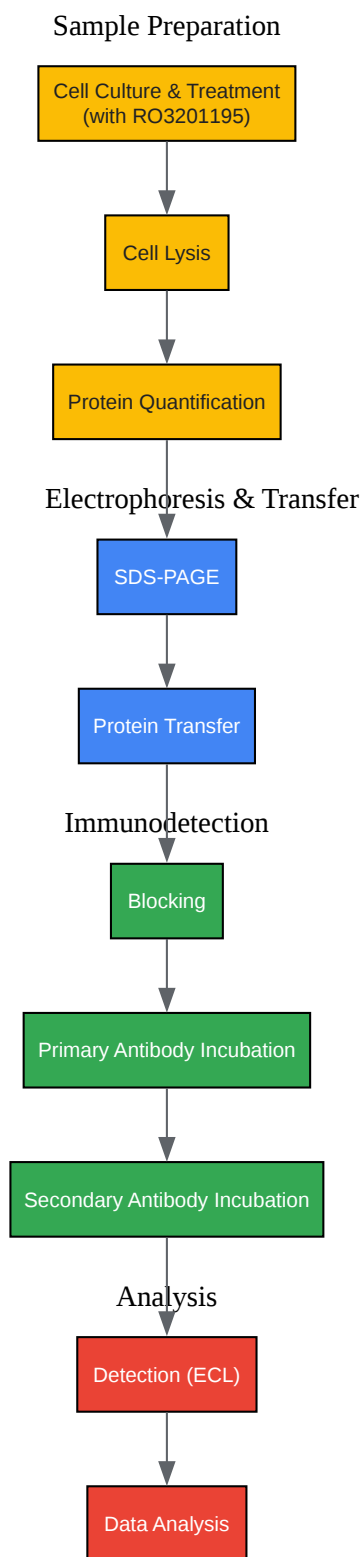 Sample Preparation
Cell Culture & Treatment
(with RO3201195)
Cell Lysis
Protein Quantification
Electrophoresis & Transfer
SDS-PAGE
Protein Transfer
Immunodetection
Blocking
Primary Antibody Incubation
Secondary Antibody Incubation
Analysis
Detection (ECL)
Data Analysis